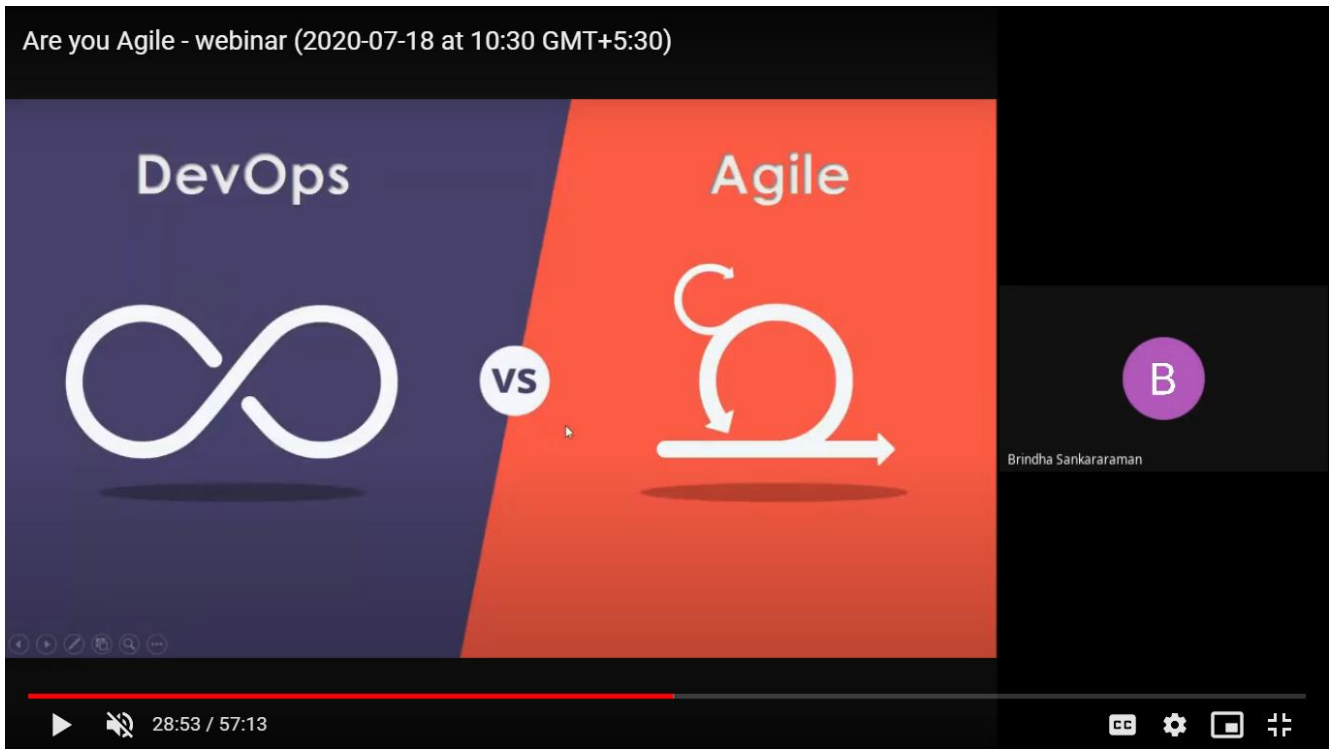 Are you Agile - webinar (2020-07-18 at 10:30 GMT+5:30)
DevOps
Agile
VS
B
Brindha Sankararaman
28:53 / 57:13
CC